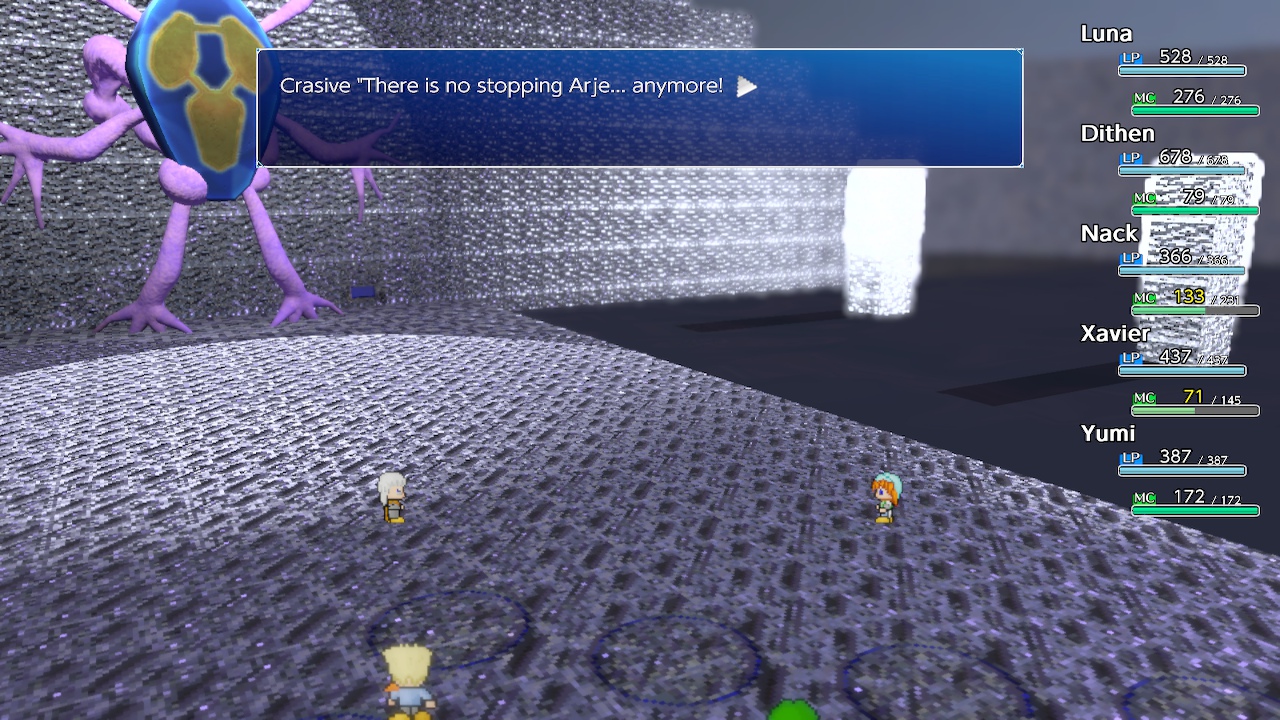 Crasive "There is no stopping Arje... anymore!
Luna
LP 528 / 528
MC 276 / 276
Dithen
LP 678 / 678
MC 79 / 79
Nack
LP 366 / 366
MC 133 / 231
Xavier
LP 437 / 437
MC 71 / 145
Yumi
LP 387 / 387
MC 172 / 172